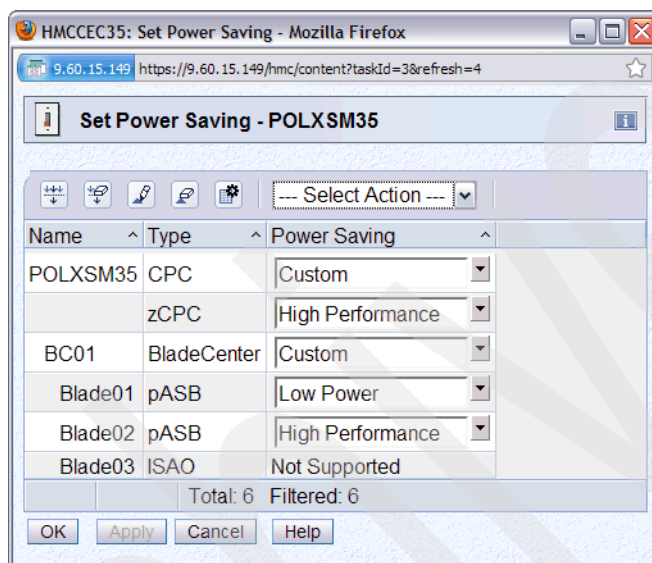 HMCCEC35: Set Power Saving - Mozilla Firefox
9.60.15.149 https://9.60.15.149/hmc/content?taskId=3&refresh=4
Set Power Saving - POLXSM35
--- Select Action ---
Name ^ Type ^ Power Saving ^
POLXSM35 CPC Custom
zCPC High Performance
BC01 BladeCenter Custom
Blade01 pASB Low Power
Blade02 pASB High Performance
Blade03 ISAO Not Supported
Total: 6 Filtered: 6
OK Apply Cancel Help